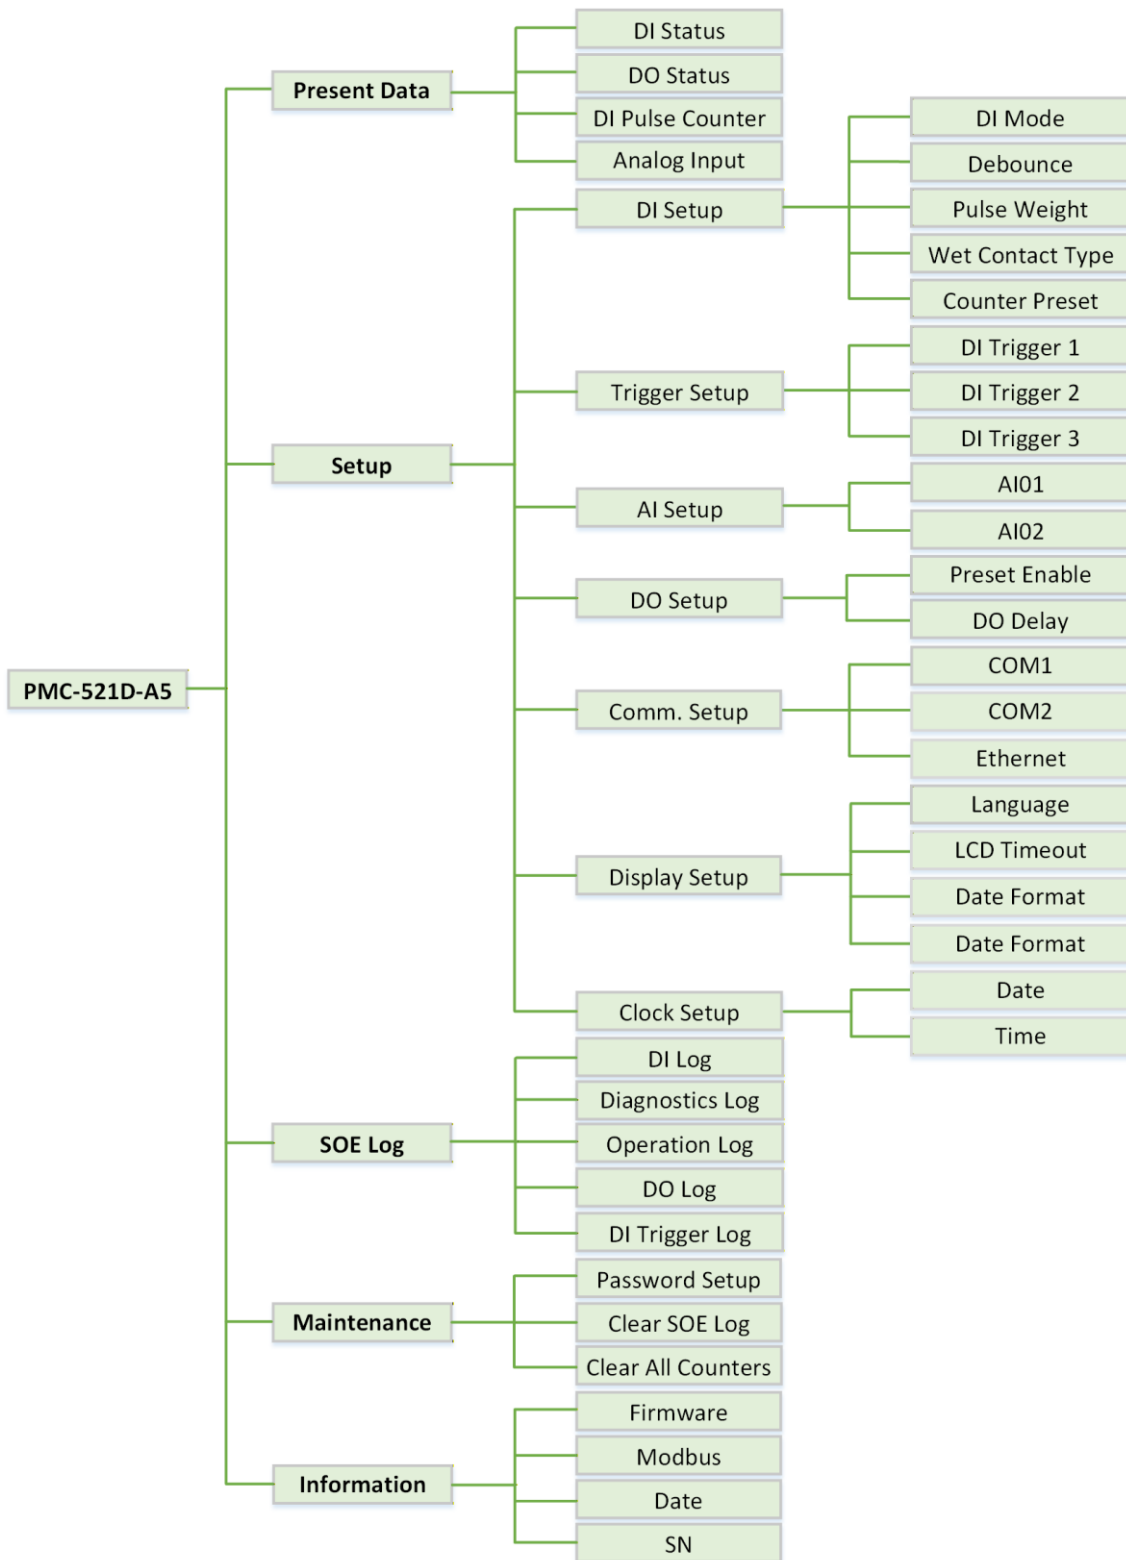 PMC-521D-A5
Present Data
DI Status
DO Status
DI Pulse Counter
Analog Input
Setup
DI Setup
DI Mode
Debounce
Pulse Weight
Wet Contact Type
Counter Preset
Trigger Setup
DI Trigger 1
DI Trigger 2
DI Trigger 3
AI Setup
AI01
AI02
DO Setup
Preset Enable
DO Delay
Comm. Setup
COM1
COM2
Ethernet
Display Setup
Language
LCD Timeout
Date Format
Date Format
Clock Setup
Date
Time
SOE Log
DI Log
Diagnostics Log
Operation Log
DO Log
DI Trigger Log
Maintenance
Password Setup
Clear SOE Log
Clear All Counters
Information
Firmware
Modbus
Date
SN